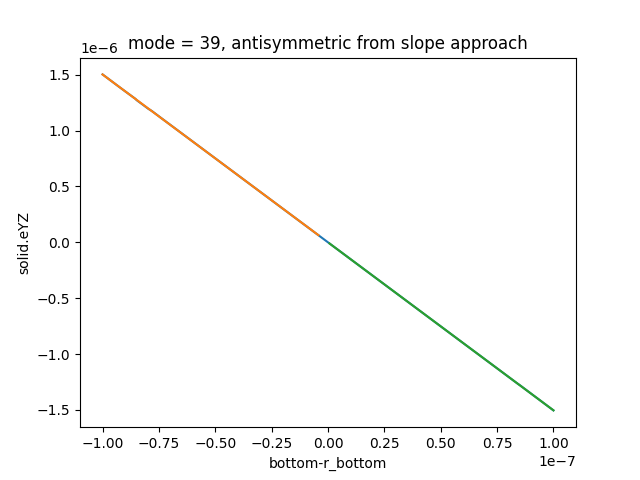 mode = 39, antisymmetric from slope approach
1e−6
1.5
1.0
0.5
0.0
−0.5
−1.0
−1.5
solid.eYZ
−1.00 −0.75 −0.50 −0.25 0.00 0.25 0.50 0.75 1.00
bottom-r_bottom
1e−7